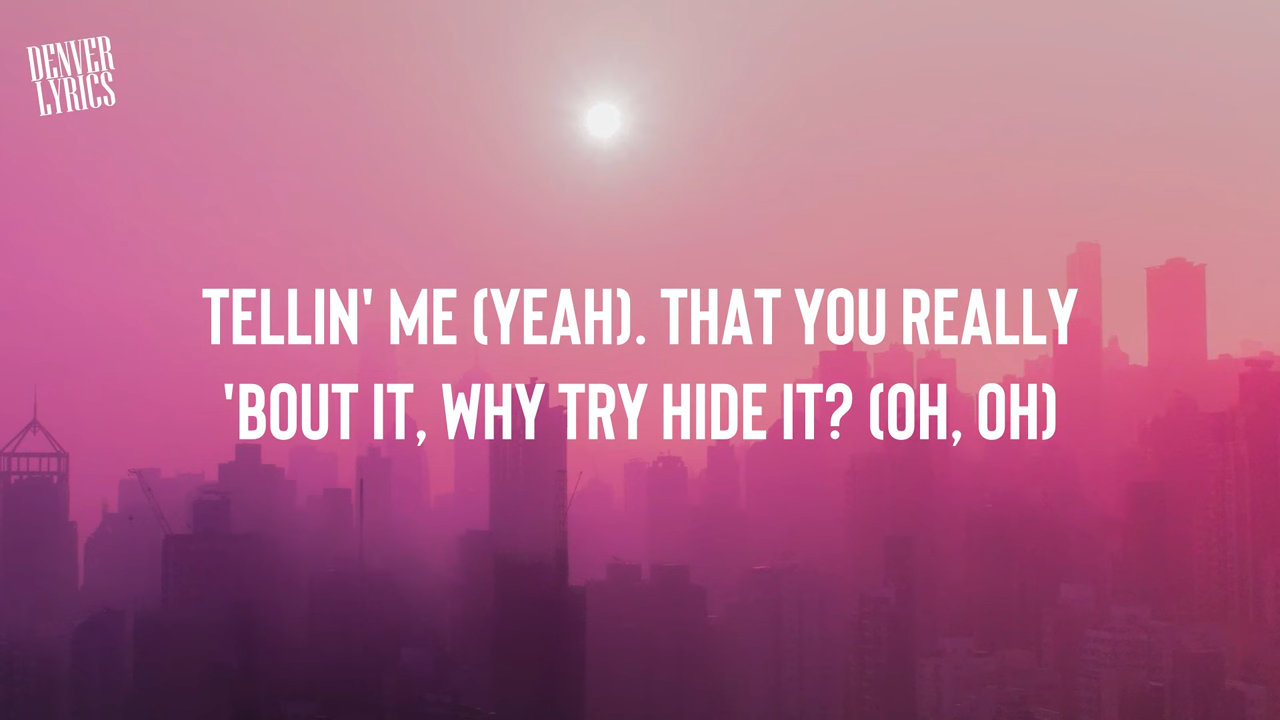 DENVER
LYRICS
TELLIN' ME (YEAH). THAT YOU REALLY
'BOUT IT, WHY TRY HIDE IT? (OH, OH)